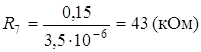 R₇ = 0,15 / 3,5·10⁻⁶ = 43 (кОм)